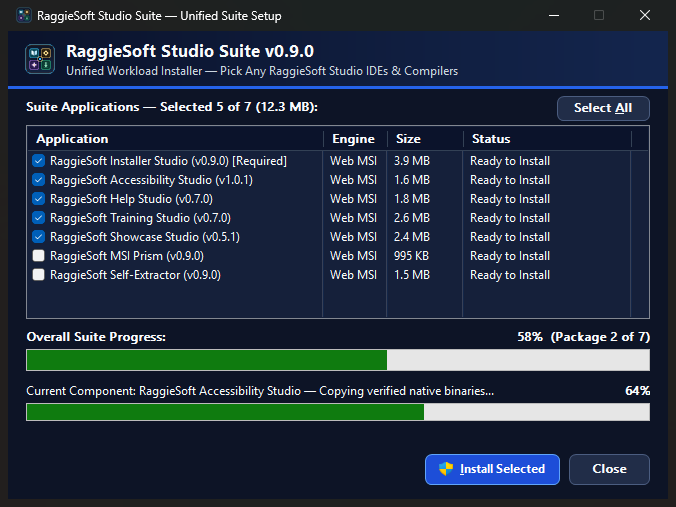 RaggieSoft Studio Suite — Unified Suite Setup
RaggieSoft Studio Suite v0.9.0
Unified Workload Installer — Pick Any RaggieSoft Studio IDEs & Compilers
Suite Applications — Selected 5 of 7 (12.3 MB):
Select All
Application Engine Size Status
RaggieSoft Installer Studio (v0.9.0) [Required] Web MSI 3.9 MB Ready to Install
RaggieSoft Accessibility Studio (v1.0.1) Web MSI 1.6 MB Ready to Install
RaggieSoft Help Studio (v0.7.0) Web MSI 1.8 MB Ready to Install
RaggieSoft Training Studio (v0.7.0) Web MSI 2.6 MB Ready to Install
RaggieSoft Showcase Studio (v0.5.1) Web MSI 2.4 MB Ready to Install
RaggieSoft MSI Prism (v0.9.0) Web MSI 995 KB Ready to Install
RaggieSoft Self-Extractor (v0.9.0) Web MSI 1.5 MB Ready to Install
Overall Suite Progress: 58% (Package 2 of 7)
Current Component: RaggieSoft Accessibility Studio — Copying verified native binaries... 64%
Install Selected Close